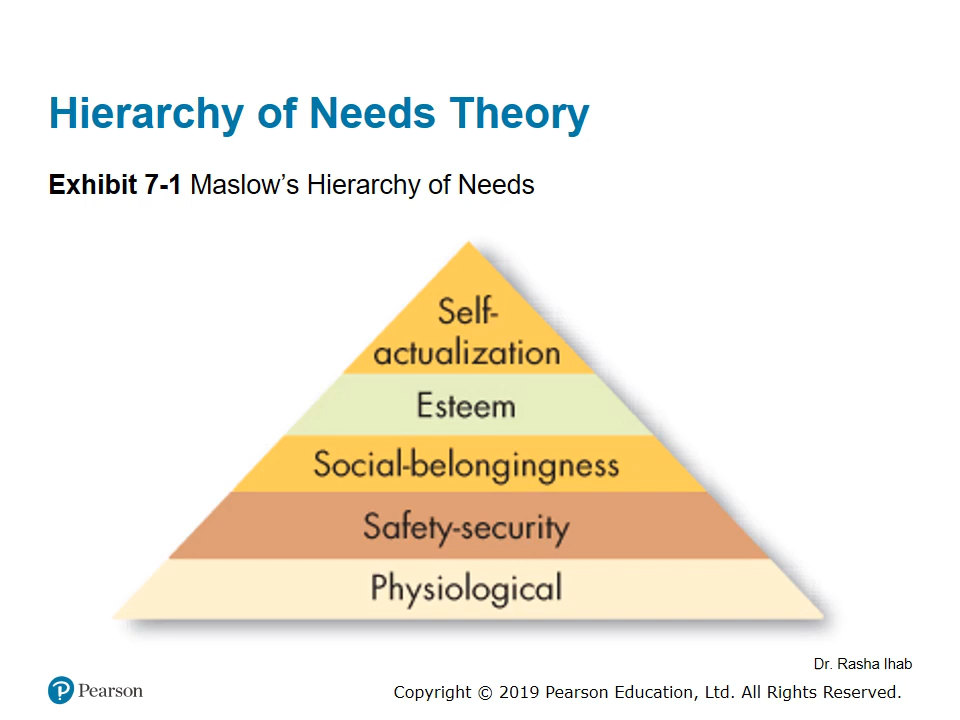 Hierarchy of Needs Theory
Exhibit 7-1 Maslow’s Hierarchy of Needs
Self-
actualization
Esteem
Social-belongingness
Safety-security
Physiological
Dr. Rasha Ihab
Pearson
Copyright © 2019 Pearson Education, Ltd. All Rights Reserved.